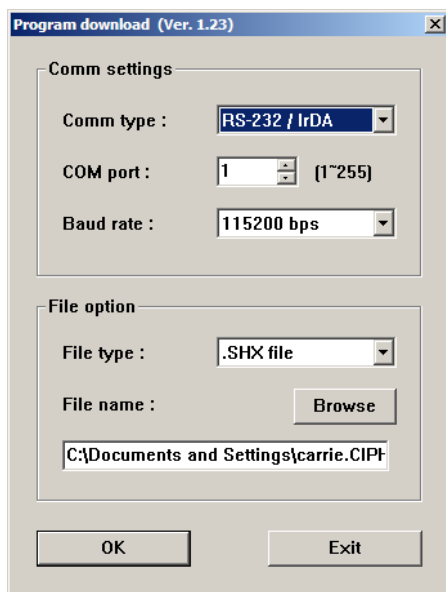 Program download (Ver. 1.23)
Comm settings
Comm type : RS-232 / IrDA
COM port : 1 (1~255)
Baud rate : 115200 bps
File option
File type : .SHX file
File name : Browse
C:\Documents and Settings\carrie.CIPH
OK Exit